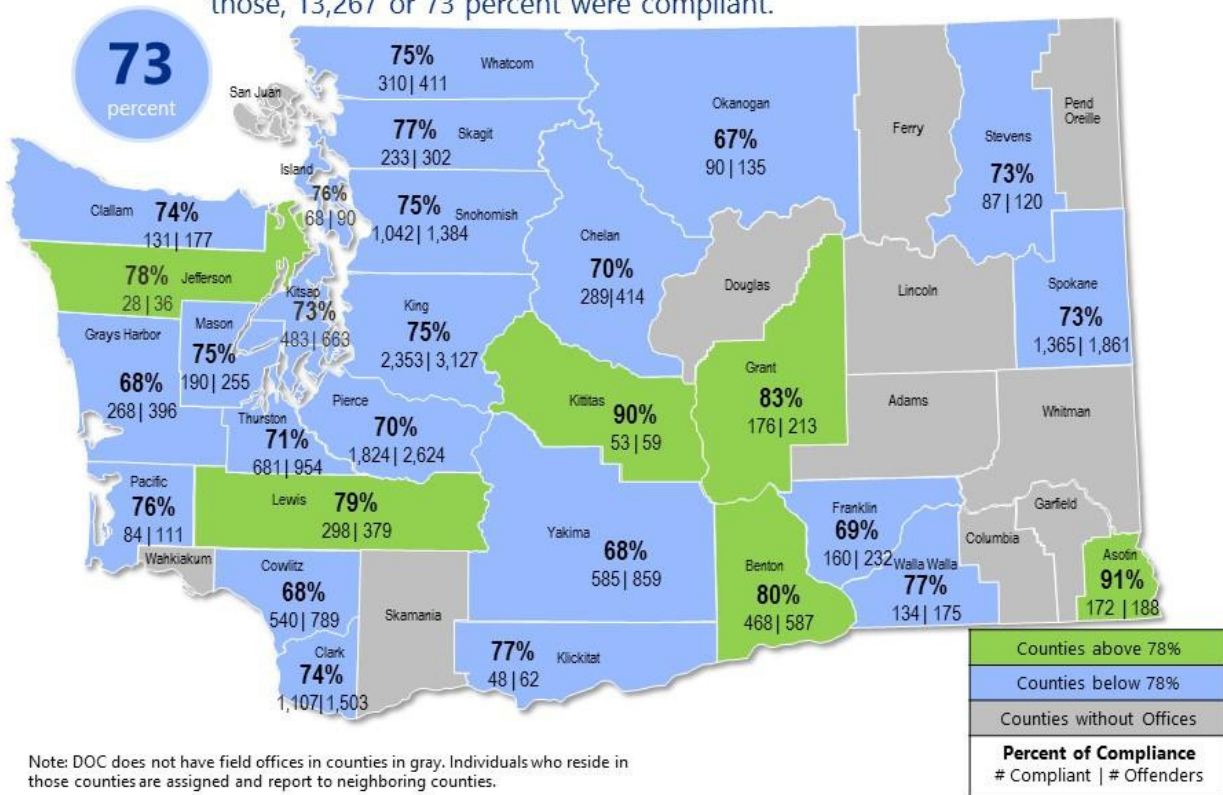 those, 13,267 or 73 percent were compliant.
73
percent
San Juan
75%
Whatcom
310| 411
77%
Skagit
233| 302
Island
76%
68| 90
75%
Snohomish
1,042| 1,384
Okanogan
67%
90| 135
Ferry
Stevens
73%
87| 120
Pend
Oreille
Clallam
74%
131| 177
78%
Jefferson
28| 36
Kitsap
73%
483| 663
King
75%
2,353| 3,127
Chelan
70%
289|414
Douglas
Lincoln
Spokane
73%
1,365| 1,861
Grays Harbor
68%
268| 396
Mason
75%
190| 255
Thurston
71%
681| 954
Pierce
70%
1,824| 2,624
Kittitas
90%
53| 59
Grant
83%
176| 213
Adams
Whitman
Pacific
76%
84| 111
Lewis
79%
298| 379
Wahkiakum
Cowlitz
68%
540| 789
Skamania
Yakima
68%
585| 859
Benton
80%
468| 587
Franklin
69%
160| 232
Walla Walla
77%
134| 175
Columbia
Garfield
Asotin
91%
172 | 188
Clark
74%
1,107| 1,503
77%
Klickitat
48| 62
Counties above 78%
Counties below 78%
Counties without Offices
Percent of Compliance
# Compliant | # Offenders
Note: DOC does not have field offices in counties in gray. Individuals who reside in
those counties are assigned and report to neighboring counties.